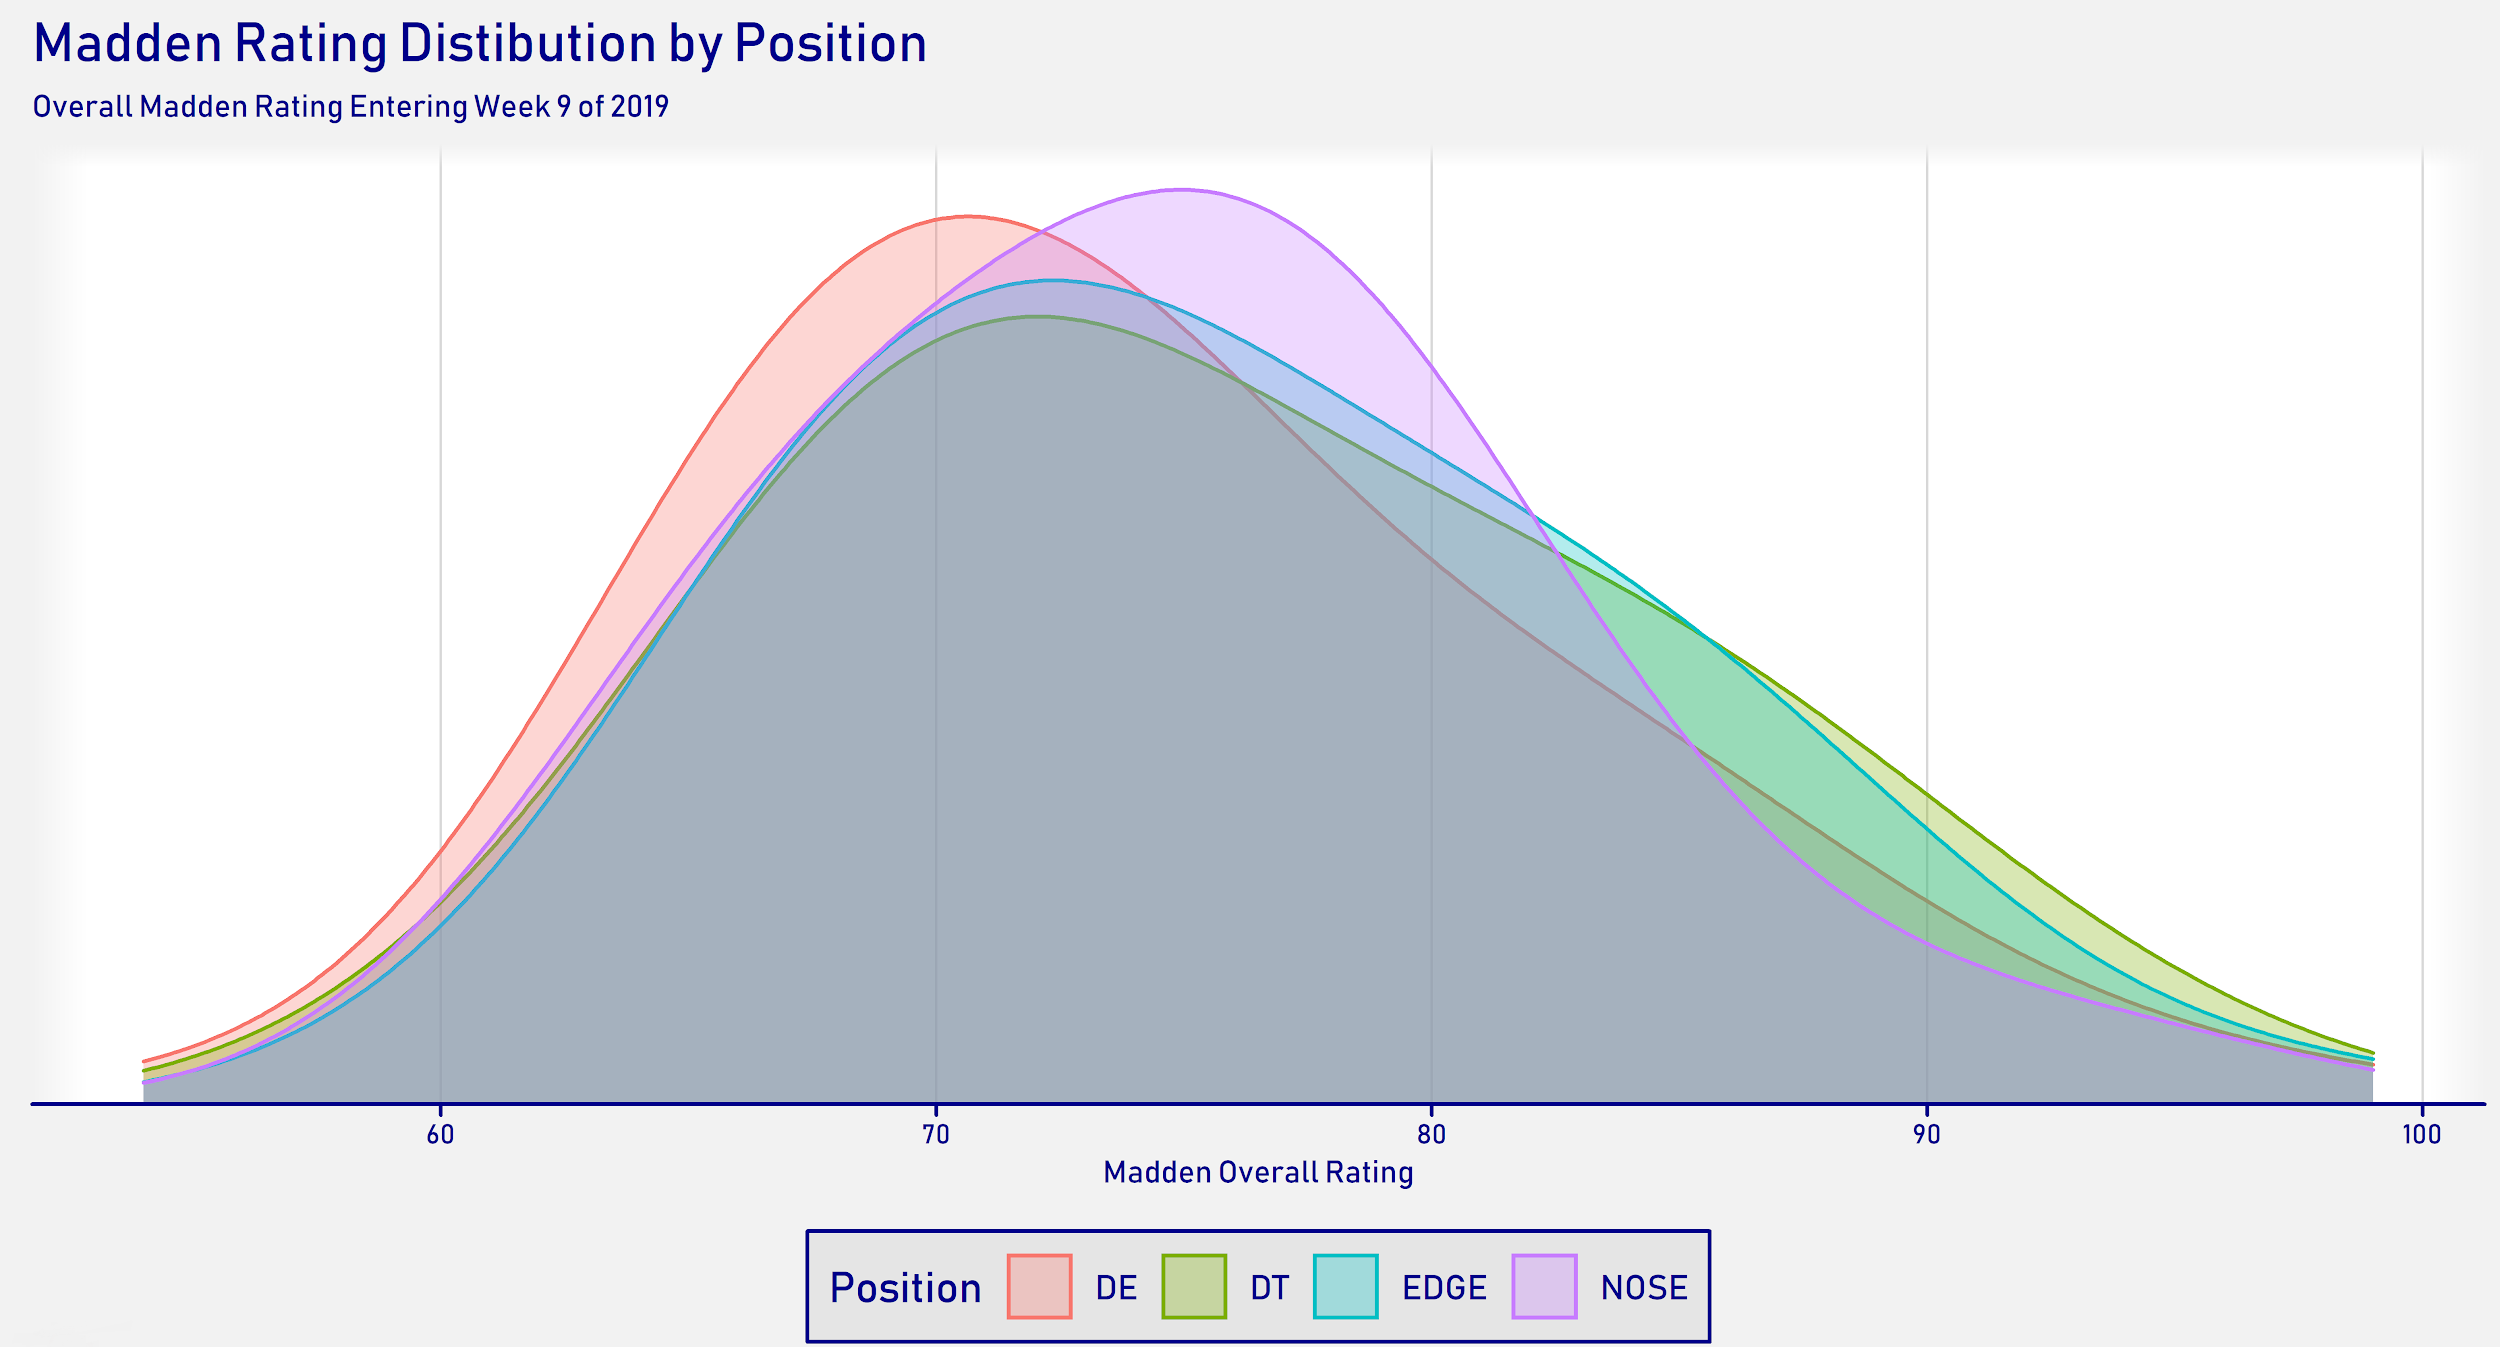 Madden Rating Distibution by Position
Overall Madden Rating Entering Week 9 of 2019
60 70 80 90 100
Madden Overall Rating
Position DE DT EDGE NOSE